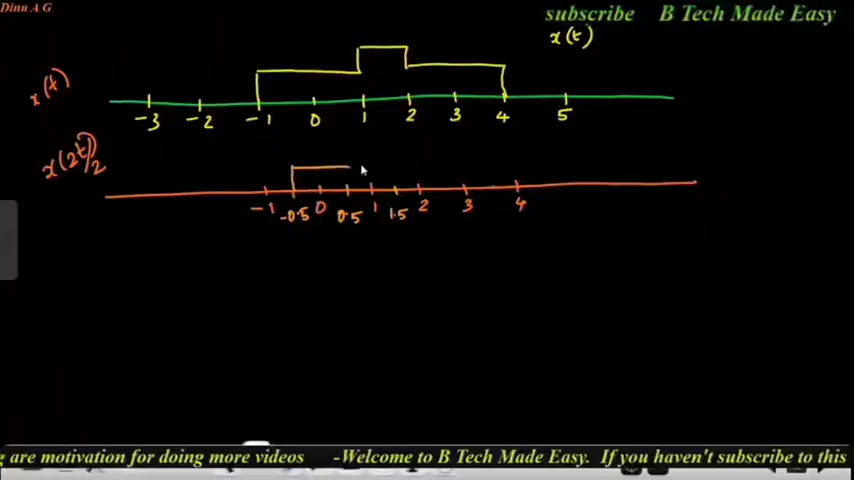 Dinn A G
subscribe B Tech Made Easy
x(t)
x(t)
-3 -2 -1 0 1 2 3 4 5
x(2t)/2
-1 -0.5 0 0.5 1 1.5 2 3 4
g are motivation for doing more videos -Welcome to B Tech Made Easy. If you haven't subscribe to this